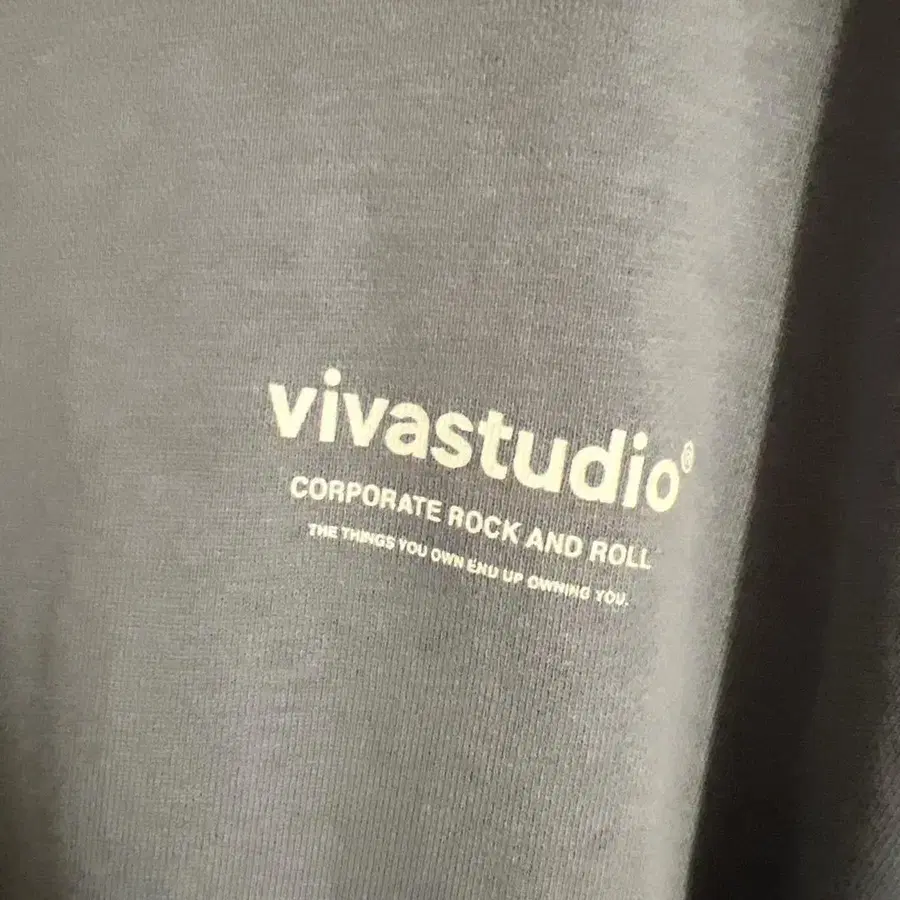 vivastudio®
CORPORATE ROCK AND ROLL
THE THINGS YOU OWN END UP OWNING YOU.